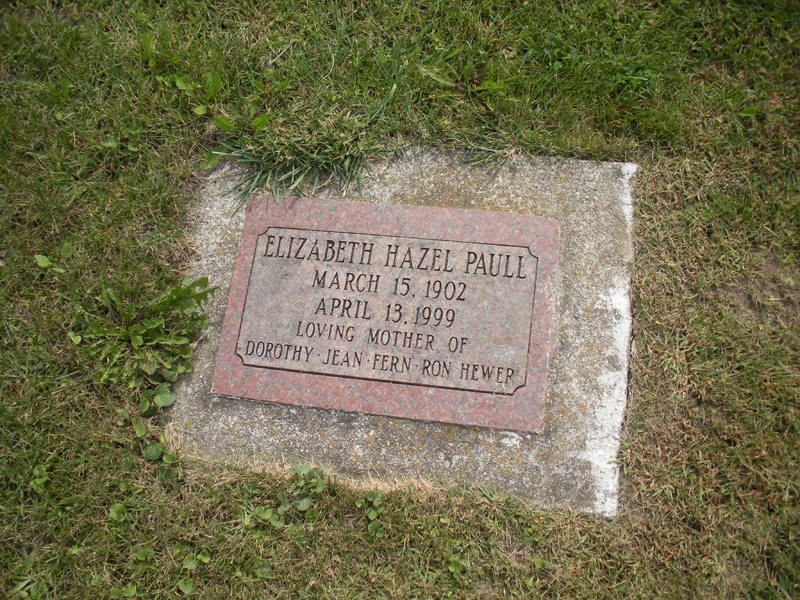 ELIZABETH HAZEL PAULL
MARCH 15, 1902
APRIL 13, 1999
LOVING MOTHER OF
DOROTHY · JEAN · FERN · RON HEWER